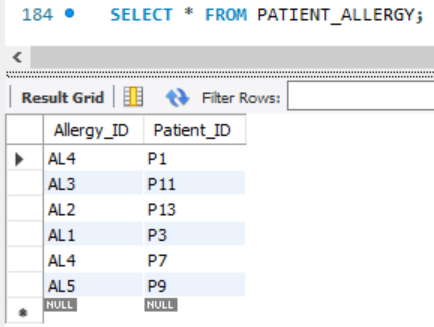 184 SELECT * FROM PATIENT_ALLERGY;
Result Grid Filter Rows:
Allergy_ID Patient_ID
AL4 P1
AL3 P11
AL2 P13
AL1 P3
AL4 P7
AL5 P9
NULL NULL